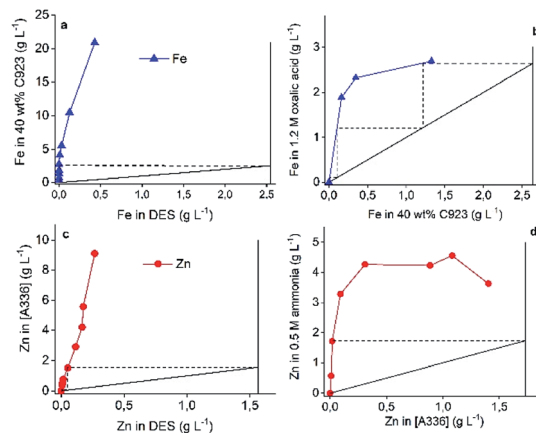 a
Fe in 40 wt% C923 (g L⁻¹)
25
20
15
10
5
0
Fe
0,0 0,5 1,0 1,5 2,0 2,5
Fe in DES (g L⁻¹)
b
Fe in 1.2 M oxalic acid (g L⁻¹)
3
2
1
0
0,0 0,5 1,0 1,5 2,0 2,5
Fe in 40 wt% C923 (g L⁻¹)
c
Zn in [A336] (g L⁻¹)
10
8
6
4
2
0
Zn
0,0 0,5 1,0 1,5
Zn in DES (g L⁻¹)
d
Zn in 0.5 M ammonia (g L⁻¹)
5
4
3
2
1
0
0,0 0,5 1,0 1,5
Zn in [A336] (g L⁻¹)